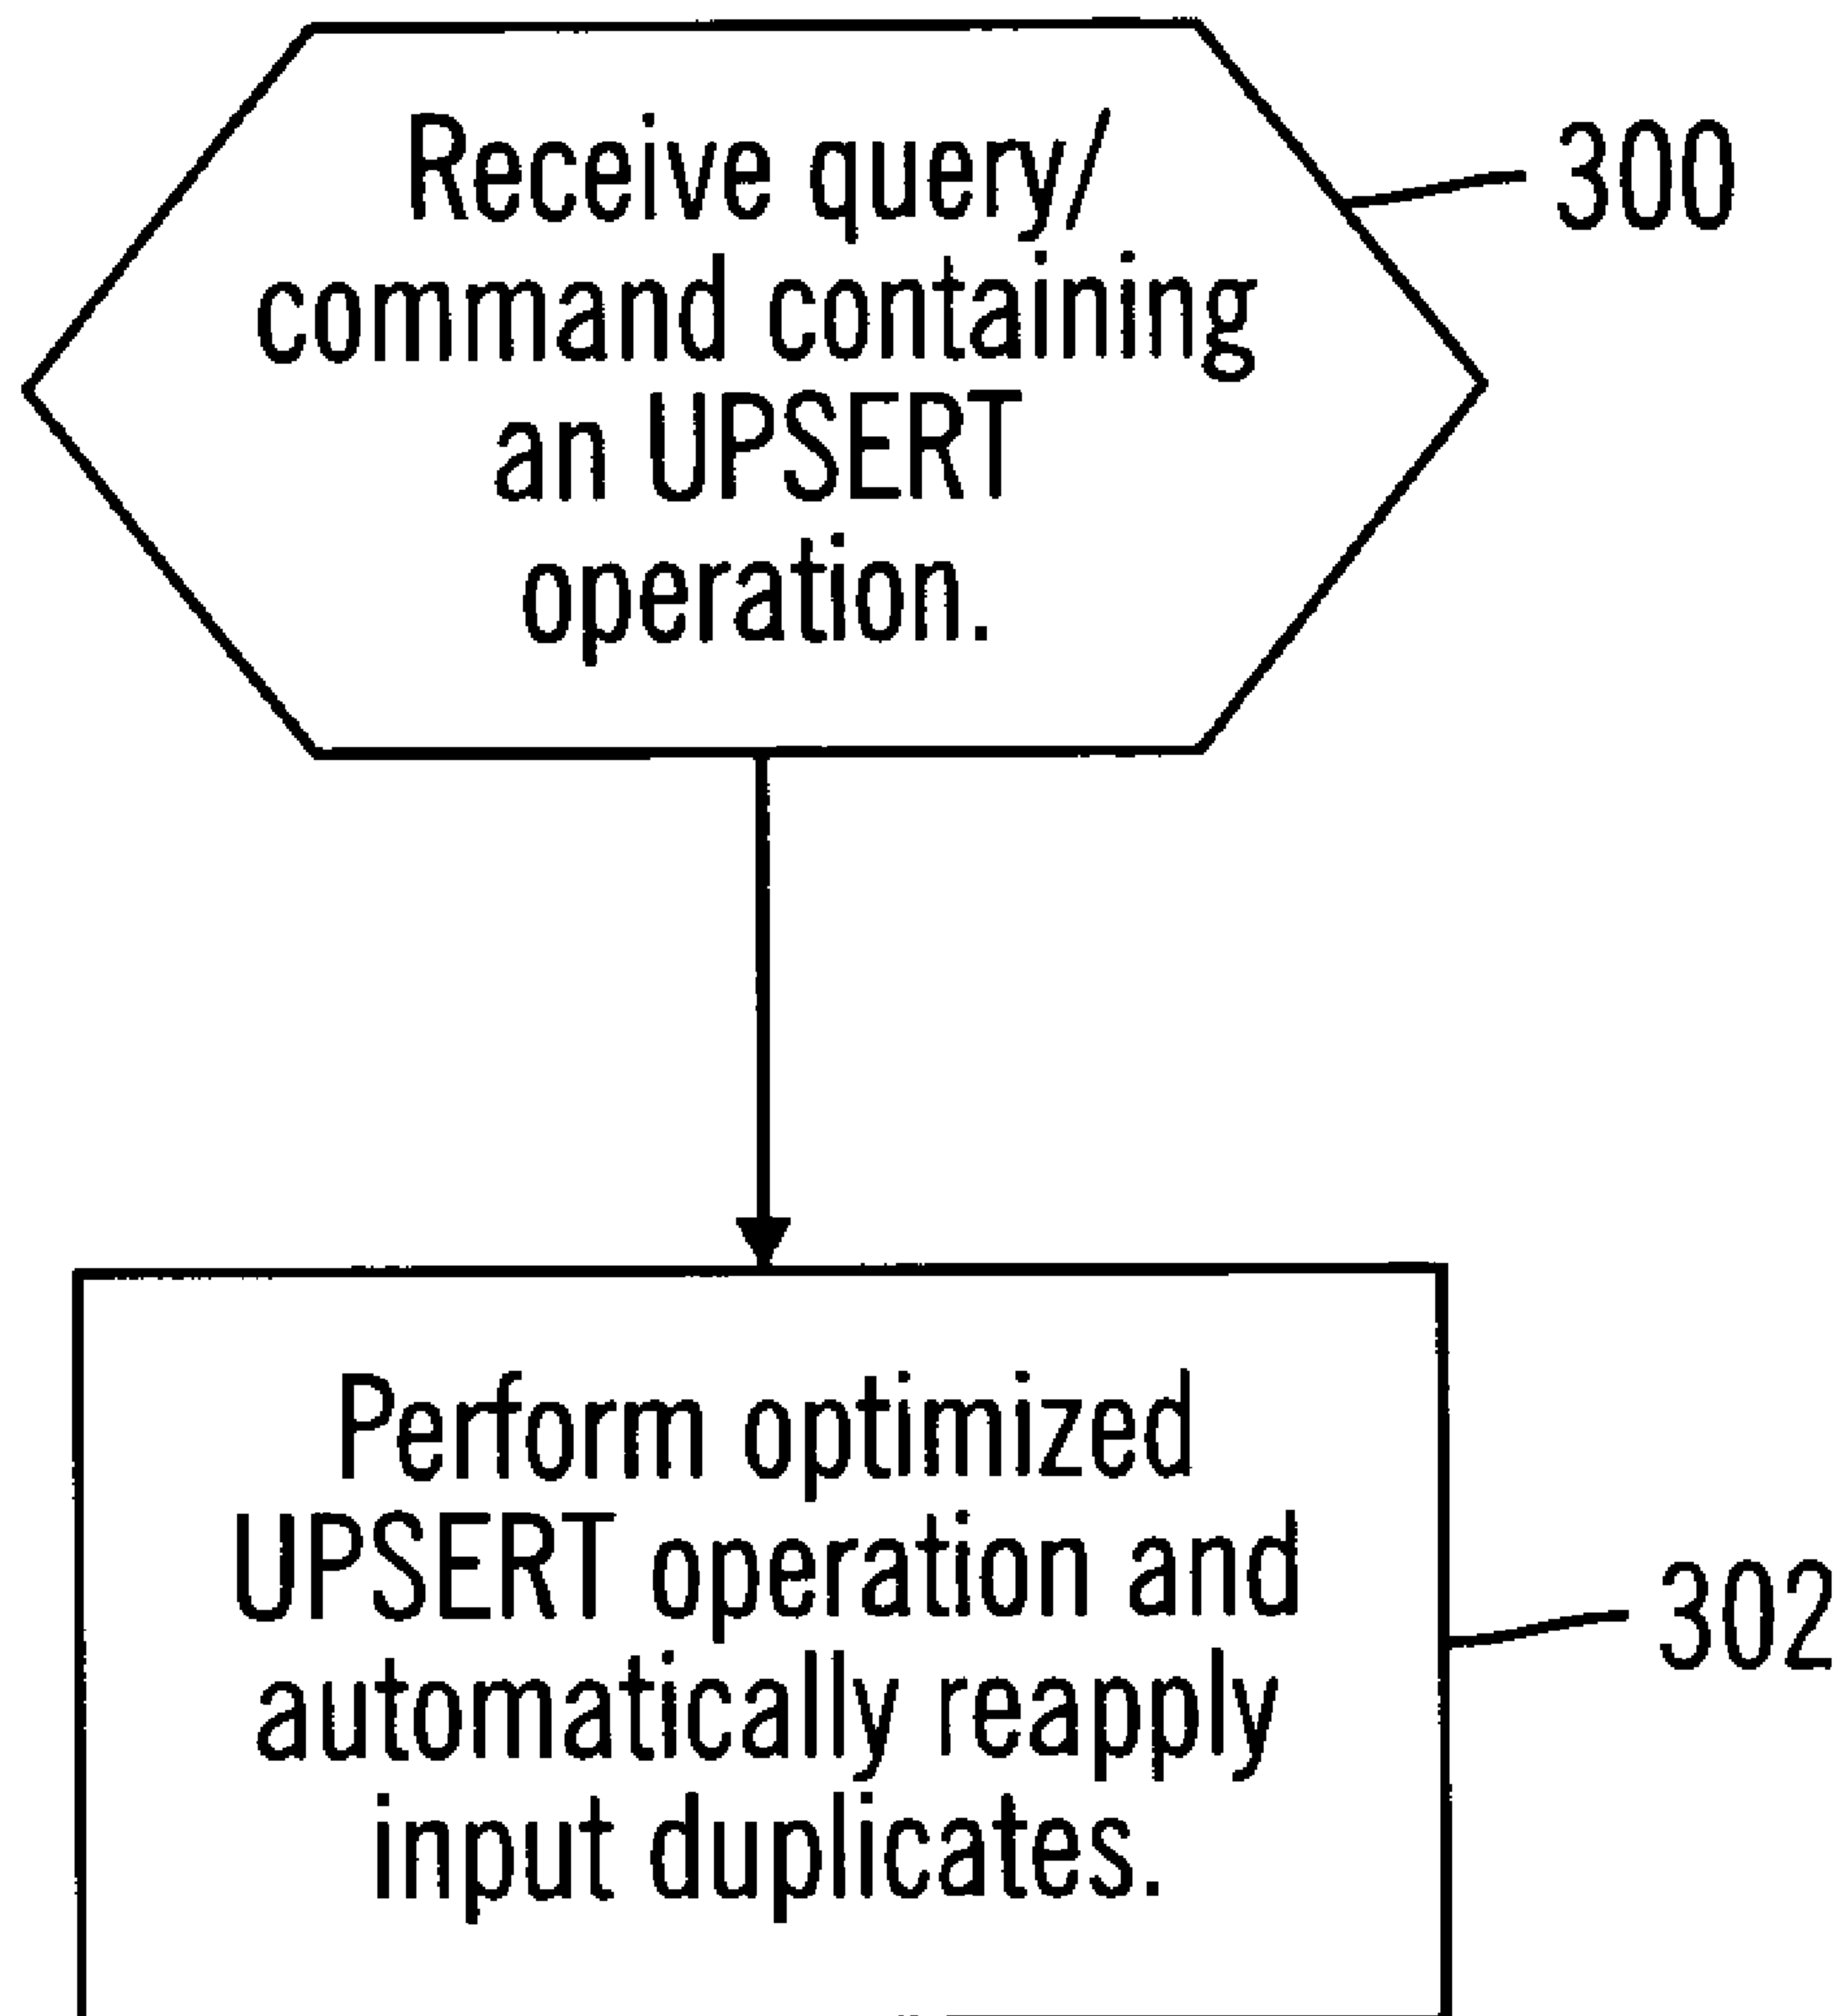 Receive query/
300
command containing
an UPSERT
operation.
Perform optimized
UPSERT operation and
302
automatically reapply
input duplicates.